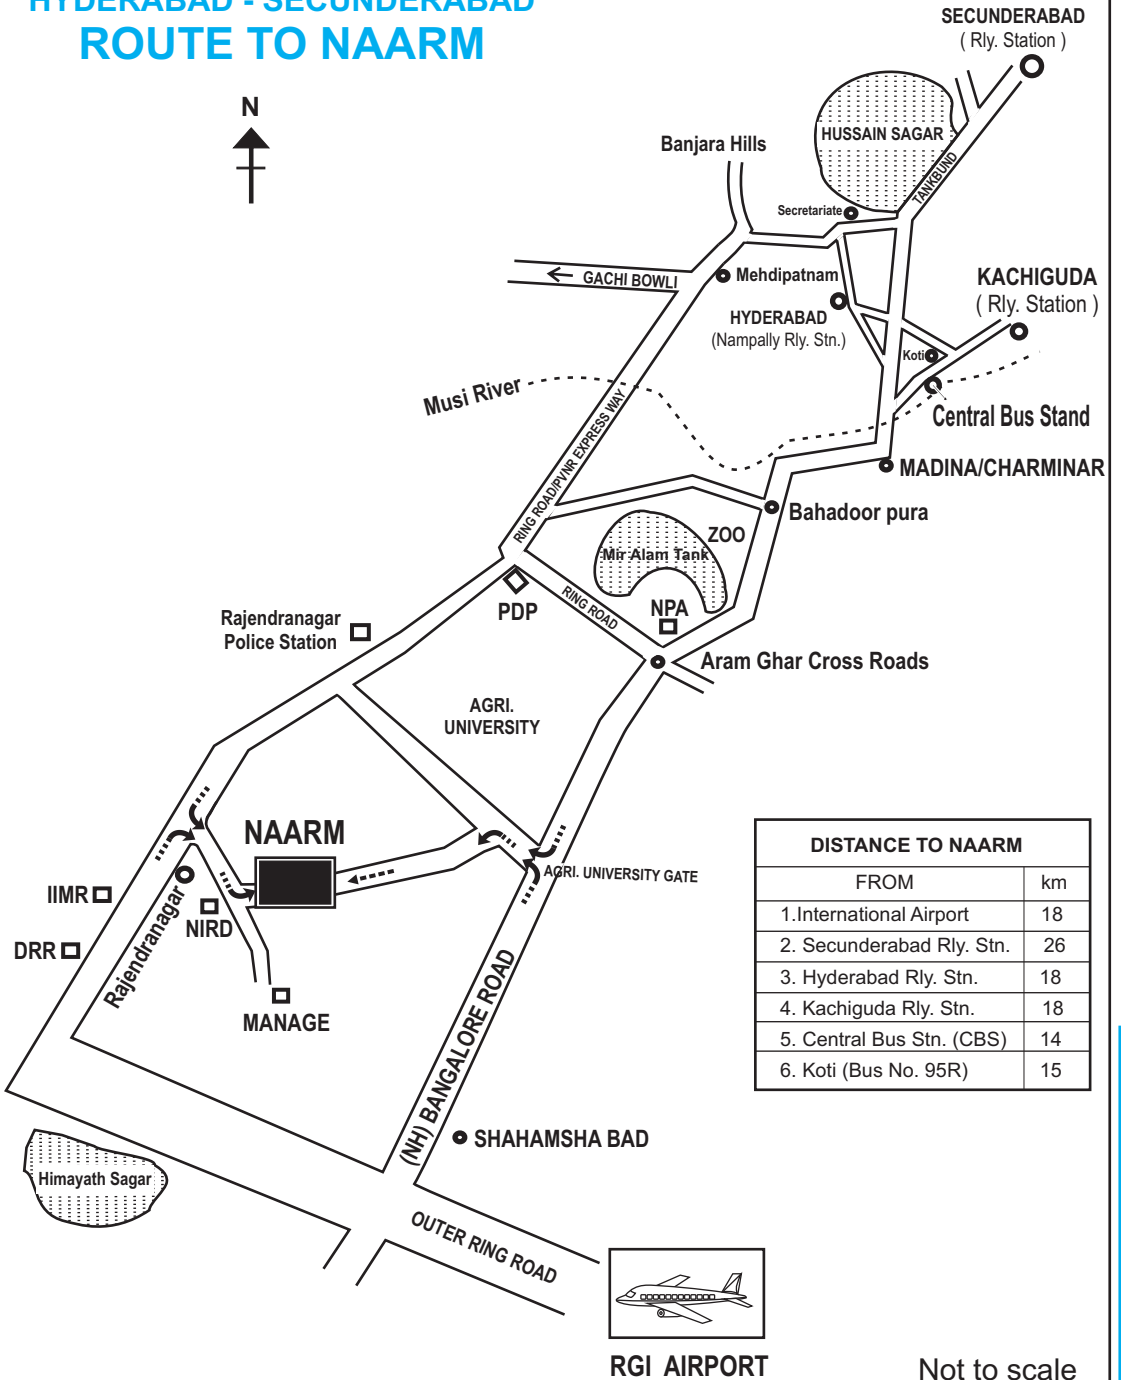 HYDERABAD - SECUNDERABAD
ROUTE TO NAARM
N
SECUNDERABAD
( Rly. Station )
HUSSAIN SAGAR
TANKBUND
Banjara Hills
Secretariate
GACHI BOWLI
Mehdipatnam
KACHIGUDA
( Rly. Station )
HYDERABAD
(Nampally Rly. Stn.)
Koti
Musi River
RING ROAD/PVNR EXPRESS WAY
Central Bus Stand
MADINA/CHARMINAR
Bahadoor pura
ZOO
Mir Alam Tank
PDP
RING ROAD
NPA
Rajendranagar
Police Station
Aram Ghar Cross Roads
AGRI.
UNIVERSITY
NAARM
AGRI. UNIVERSITY GATE
IIMR
DRR
Rajendranagar
NIRD
MANAGE
(NH) BANGALORE ROAD
DISTANCE TO NAARM
FROM km
1.International Airport 18
2. Secunderabad Rly. Stn. 26
3. Hyderabad Rly. Stn. 18
4. Kachiguda Rly. Stn. 18
5. Central Bus Stn. (CBS) 14
6. Koti (Bus No. 95R) 15
SHAHAMSHA BAD
Himayath Sagar
OUTER RING ROAD
RGI AIRPORT
Not to scale